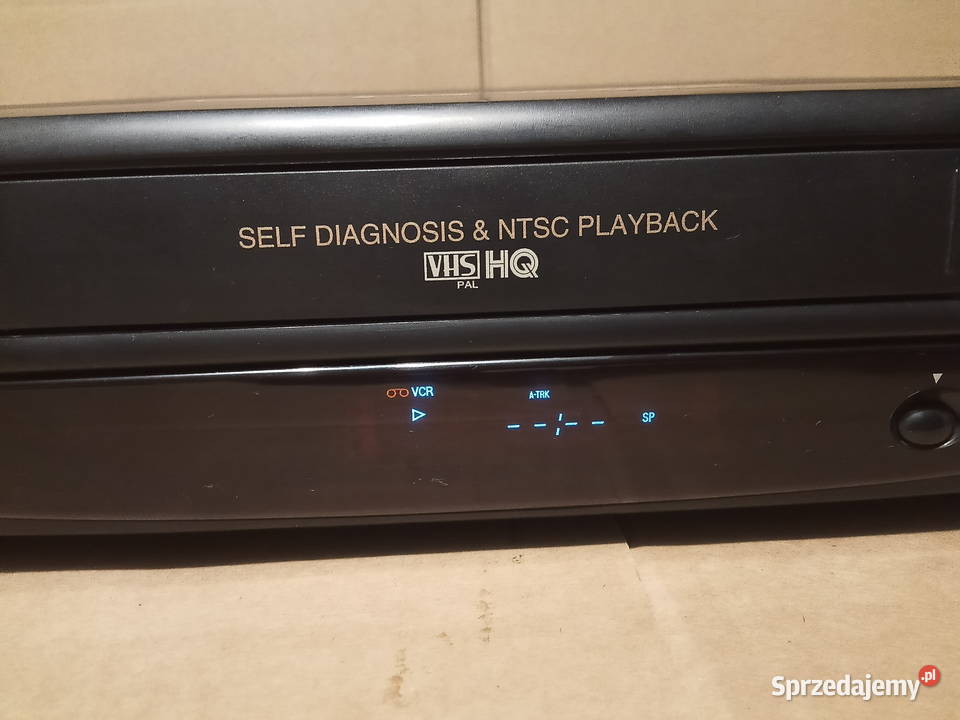 SELF DIAGNOSIS & NTSC PLAYBACK
VHS HQ
PAL
VCR
A-TRK
– –:– –
SP
Sprzedajemy.pl